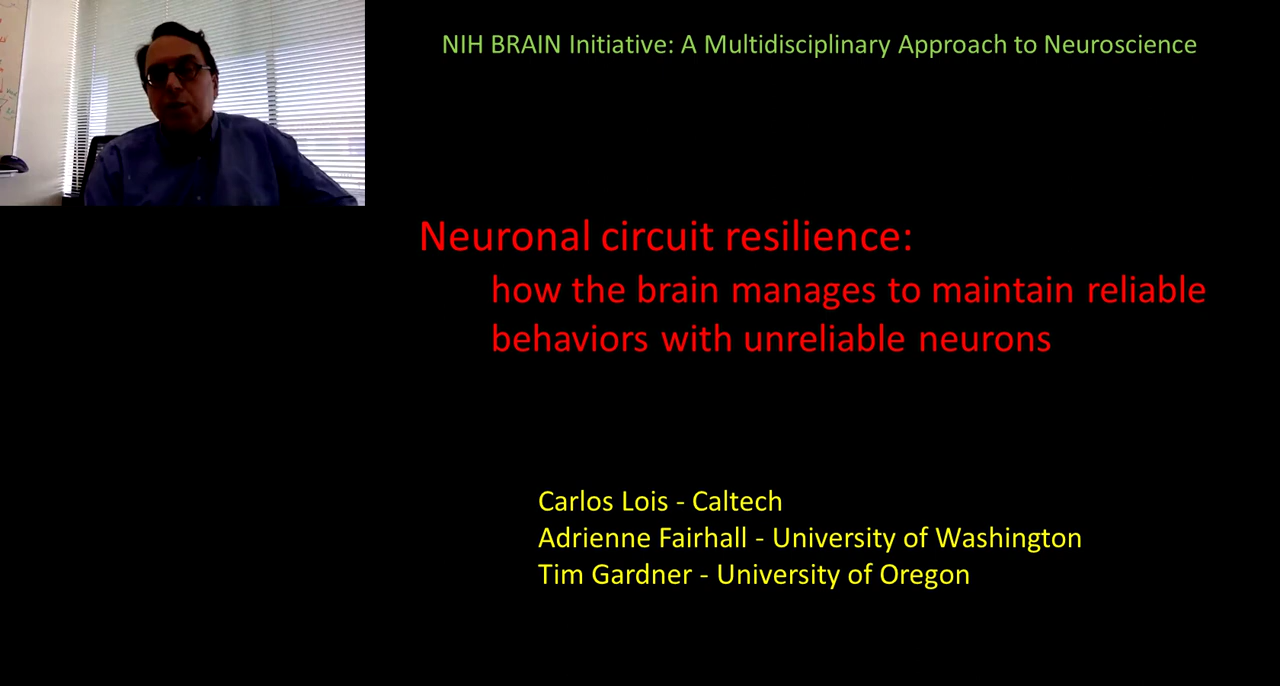 NIH BRAIN Initiative: A Multidisciplinary Approach to Neuroscience
Neuronal circuit resilience:
how the brain manages to maintain reliable
behaviors with unreliable neurons
Carlos Lois - Caltech
Adrienne Fairhall - University of Washington
Tim Gardner - University of Oregon